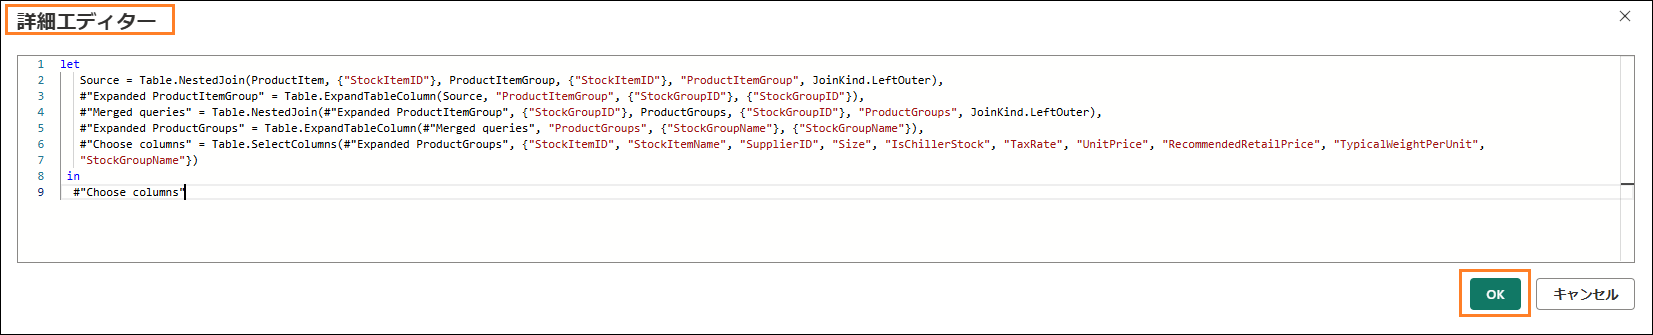 詳細エディター
1 let
2 Source = Table.NestedJoin(ProductItem, {"StockItemID"}, ProductItemGroup, {"StockItemID"}, "ProductItemGroup", JoinKind.LeftOuter),
3 #"Expanded ProductItemGroup" = Table.ExpandTableColumn(Source, "ProductItemGroup", {"StockGroupID"}, {"StockGroupID"}),
4 #"Merged queries" = Table.NestedJoin(#"Expanded ProductItemGroup", {"StockGroupID"}, ProductGroups, {"StockGroupID"}, "ProductGroups", JoinKind.LeftOuter),
5 #"Expanded ProductGroups" = Table.ExpandTableColumn(#"Merged queries", "ProductGroups", {"StockGroupName"}, {"StockGroupName"}),
6 #"Choose columns" = Table.SelectColumns(#"Expanded ProductGroups", {"StockItemID", "StockItemName", "SupplierID", "Size", "IsChillerStock", "TaxRate", "UnitPrice", "RecommendedRetailPrice", "TypicalWeightPerUnit",
7 "StockGroupName"})
8 in
9 #"Choose columns"
OK キャンセル